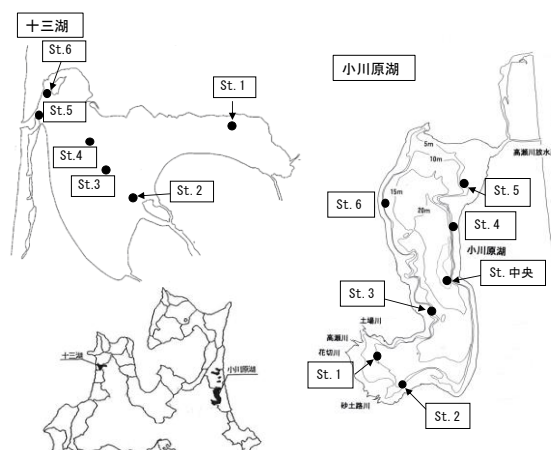 十三湖
St.6
St.1
St.5
St.4
St.3
St.2
小川原湖
5m
10m
高瀬川放水
15m
20m
St.5
St.6
St.4
小川原湖
St.中央
St.3
土場川
高瀬川
花切川
St.1
砂土路川
St.2
十三湖
小川原湖